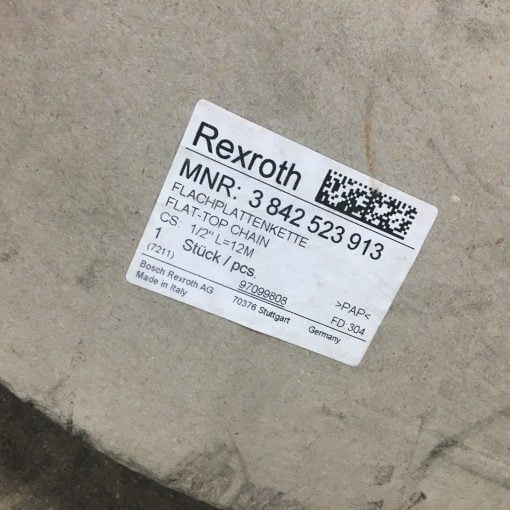 Rexroth
MNR: 3 842 523 913
FLACHPLATTENKETTE
FLAT-TOP CHAIN
CS: 1/2" L=12M
1 Stück / pcs.
(7211) 97099808 >PAP<
Bosch Rexroth AG 70376 Stuttgart Germany FD 304
Made in Italy